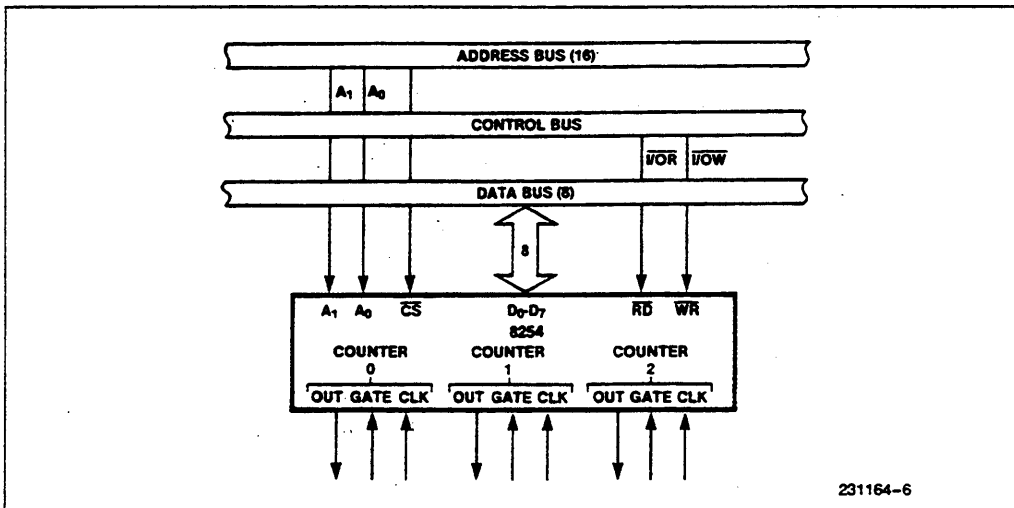 ADDRESS BUS (16)
A₁ A₀
CONTROL BUS
I/OR I/OW
DATA BUS (8)
8
A₁ A₀ CS D₀-D₇ RD WR
8254
COUNTER COUNTER COUNTER
0 1 2
OUT GATE CLK OUT GATE CLK OUT GATE CLK
231164-6